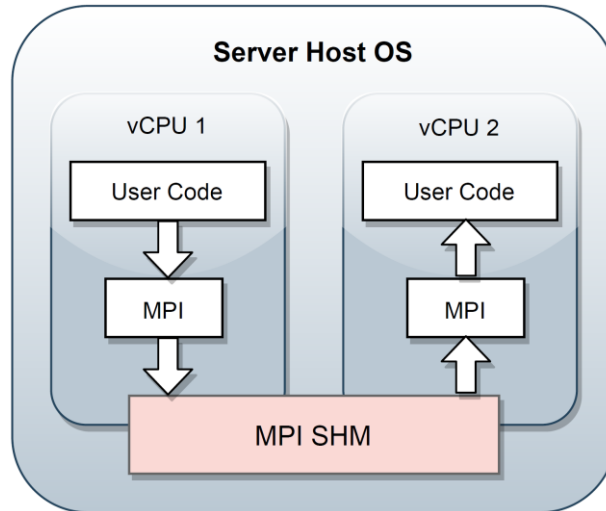 Server Host OS
vCPU 1
vCPU 2
User Code
User Code
MPI
MPI
MPI SHM